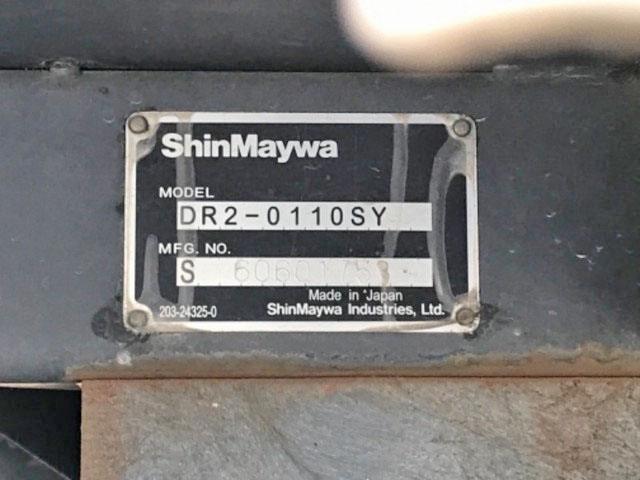 ShinMaywa
MODEL
DR2-0110SY
MFG. NO.
S
Made in Japan
203-24325-0 ShinMaywa Industries, Ltd.